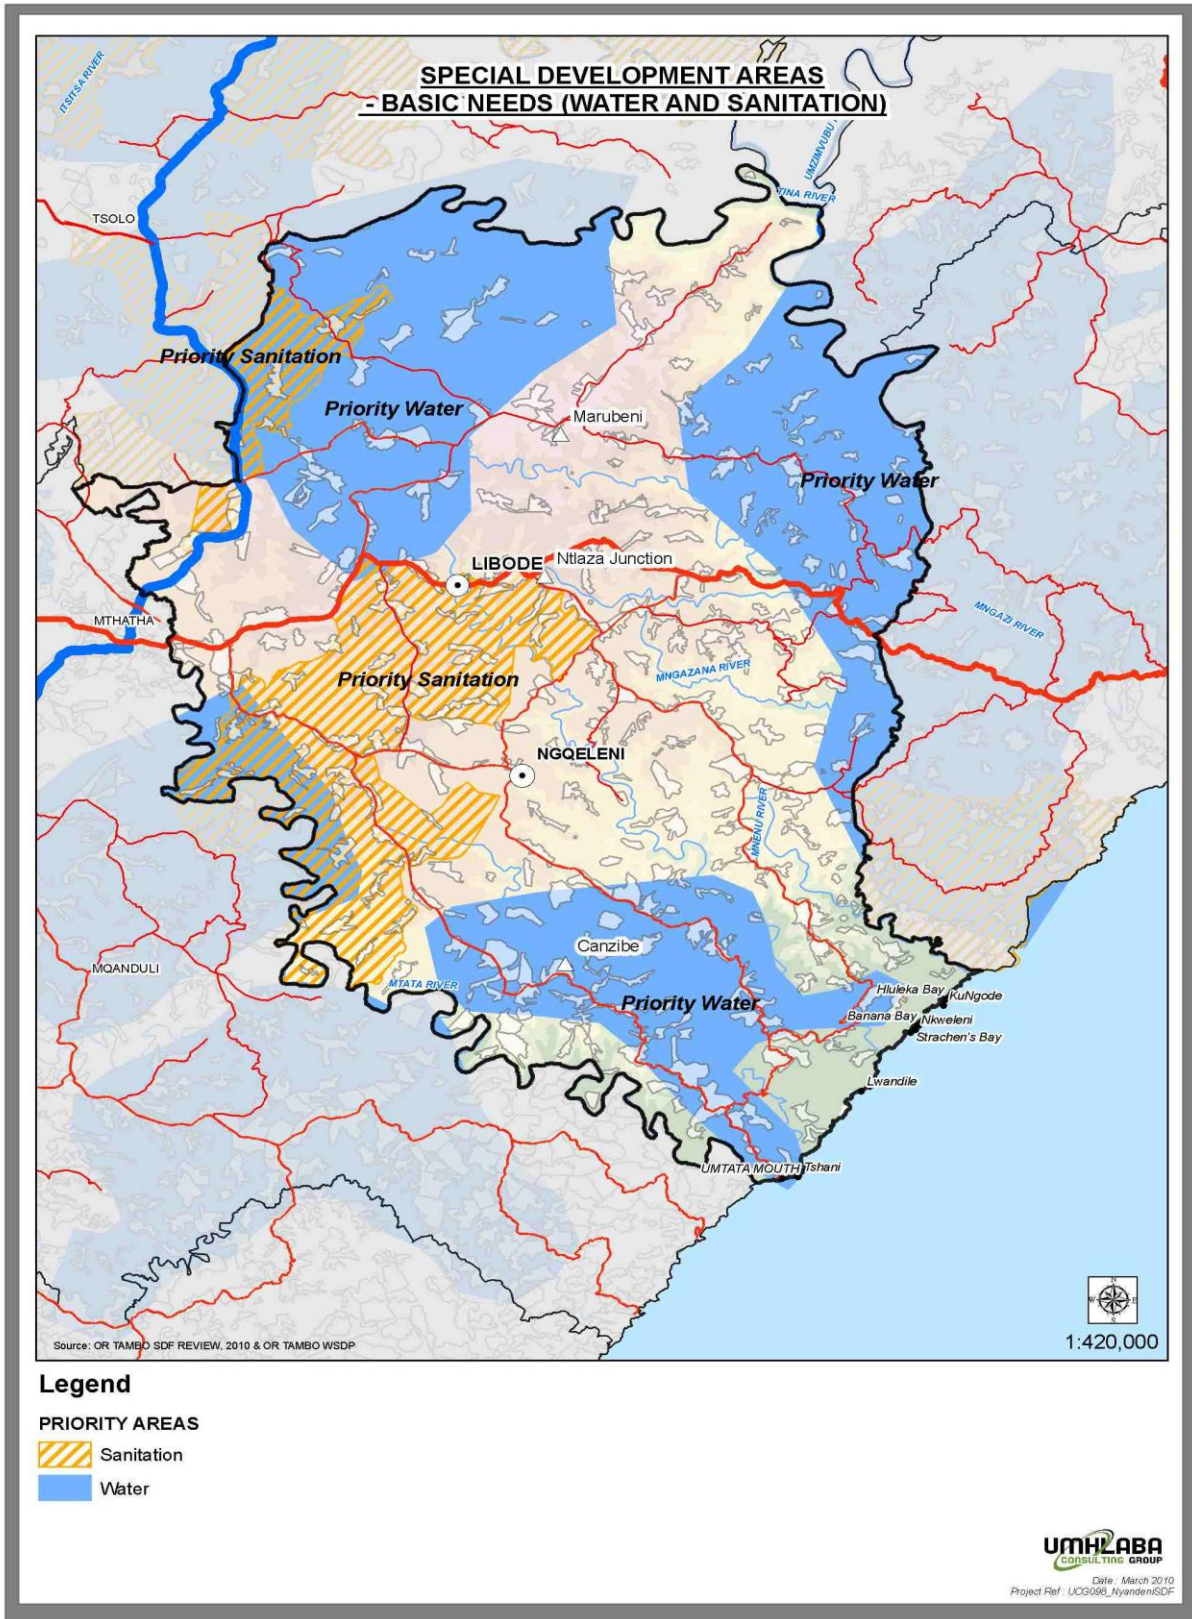 SPECIAL DEVELOPMENT AREAS
- BASIC NEEDS (WATER AND SANITATION)
ITSITSA RIVER
UMZIMVUBU
TINA RIVER
TSOLO
Priority Sanitation
Priority Water
Marubeni
Priority Water
LIBODE
Ntlaza Junction
MTHATHA
MNGAZI RIVER
Priority Sanitation
MNGAZANA RIVER
NGQELENI
MNENU RIVER
Canzibe
MQANDULI
MTATA RIVER
Priority Water
Hluleka Bay
KuNgode
Banana Bay
Nkweleni
Strachen's Bay
Lwandile
UMTATA MOUTH
Tshani
N
W E
S
1:420,000
Source: OR TAMBO SDF REVIEW, 2010 & OR TAMBO WSDP
Legend
PRIORITY AREAS
Sanitation
Water
UMHLABA
CONSULTING GROUP
Date : March 2010
Project Ref : UCG098_NyandeniSDF